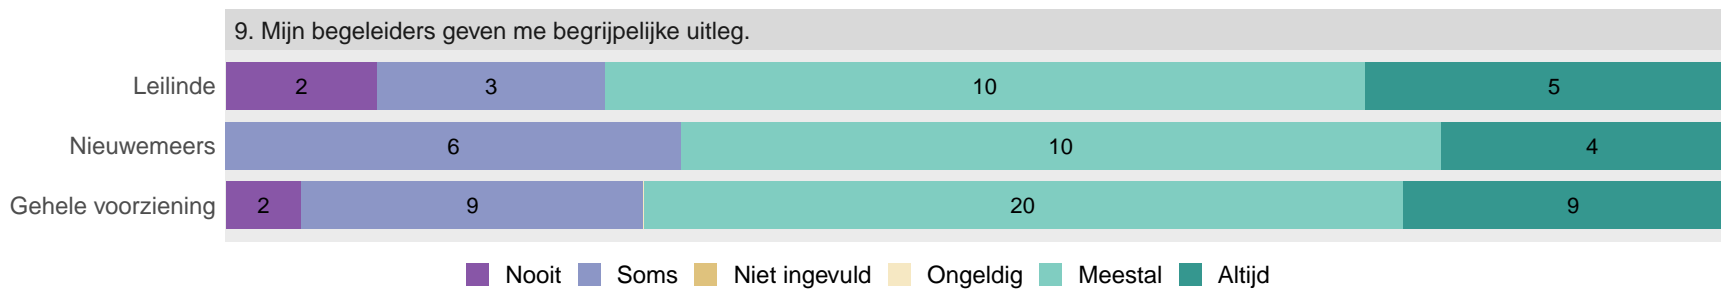 9. Mijn begeleiders geven me begrijpelijke uitleg.
Leilinde 2 3 10 5
Nieuwemeers 6 10 4
Gehele voorziening 2 9 20 9
Nooit Soms Niet ingevuld Ongeldig Meestal Altijd